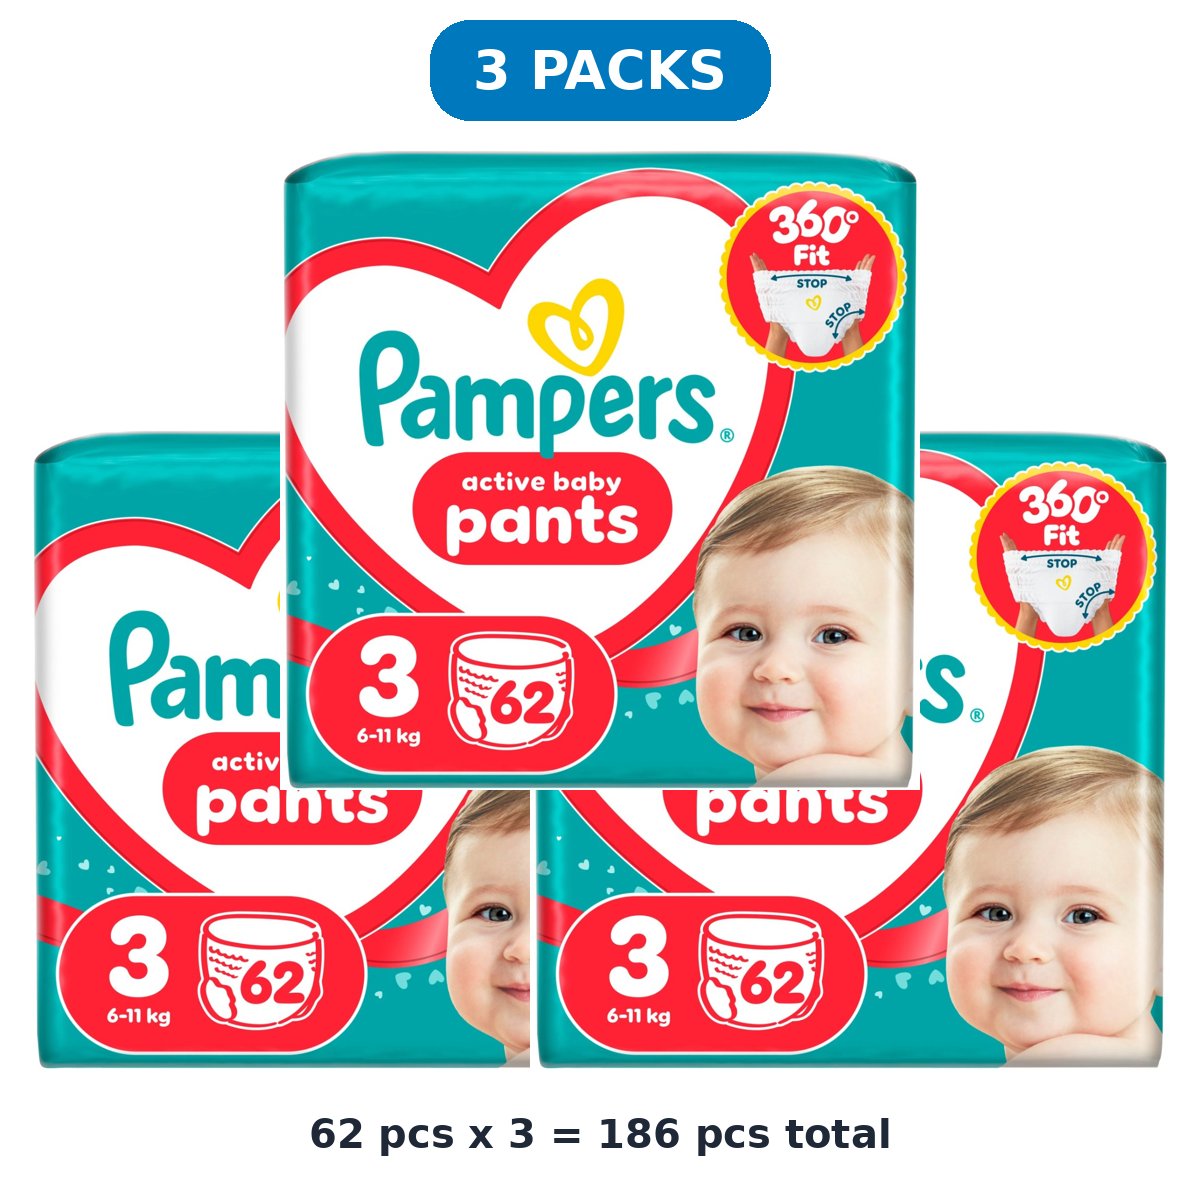 3 PACKS
360°
Fit
STOP
STOP
Pampers®
active baby
pants
3
62
6-11 kg
360°
Fit
STOP
STOP
Pam
activ
pants
3
62
6-11 kg
s®
pants
3
62
6-11 kg
62 pcs x 3 = 186 pcs total